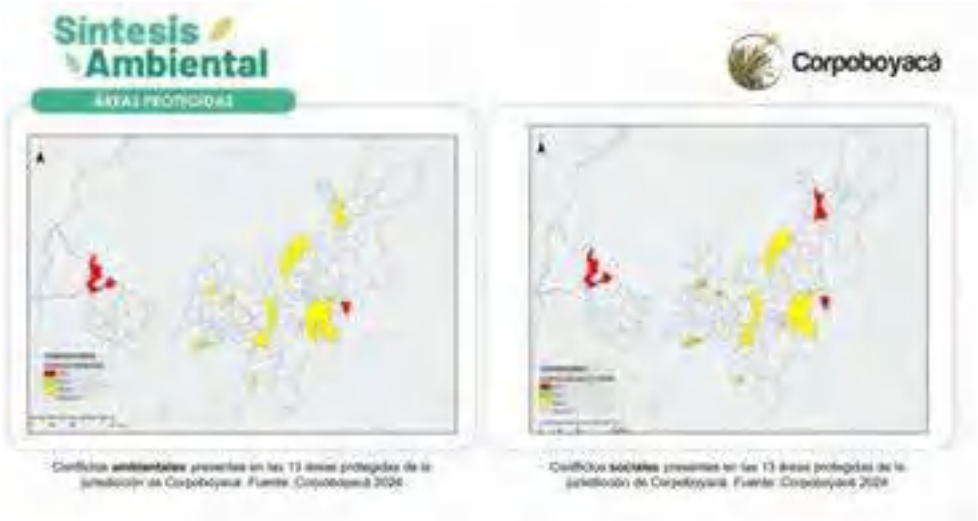 Síntesis
Ambiental
ÁREAS PROTEGIDAS
Corpoboyacá
Conflictos ambientales presentes en las 13 áreas protegidas de la
jurisdicción de Corpoboyacá. Fuente: Corpoboyacá 2024
Conflictos sociales presentes en las 13 áreas protegidas de la
jurisdicción de Corpoboyacá. Fuente: Corpoboyacá 2024